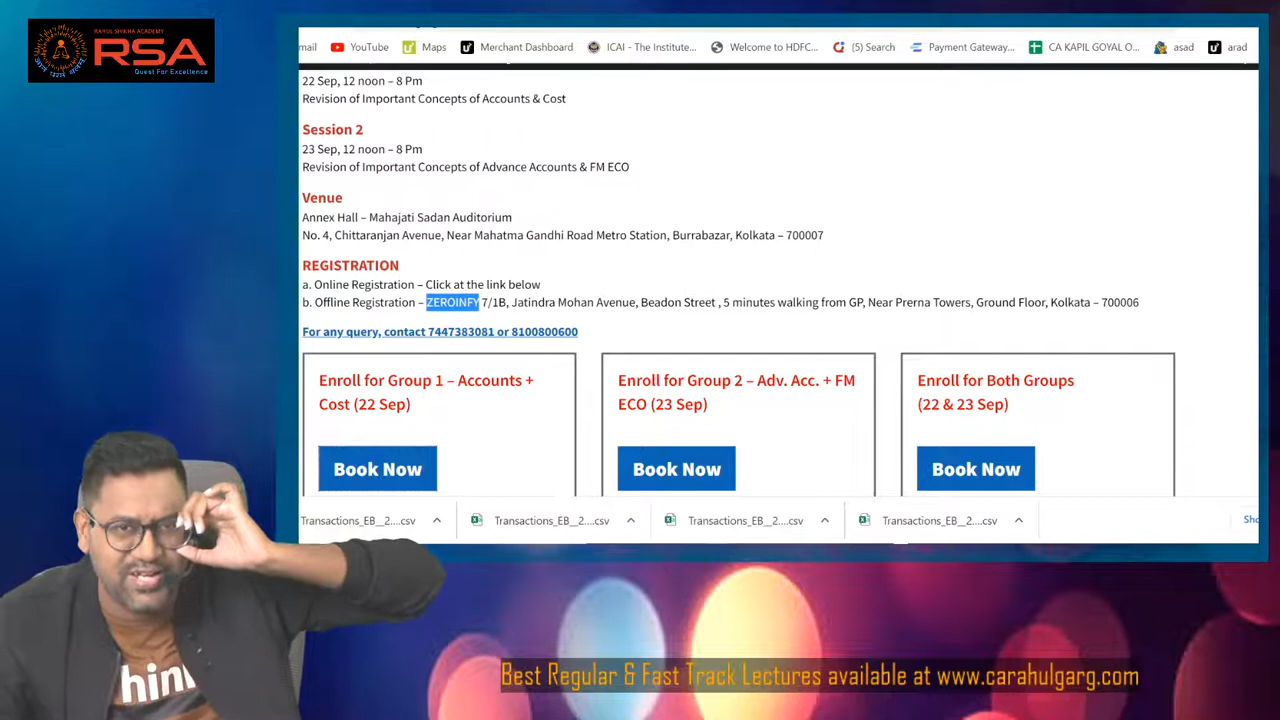 RAHUL SHIKHA ACADEMY
RSA
Quest For Excellence
mail
YouTube
Maps
Merchant Dashboard
ICAI - The Institute...
Welcome to HDFC...
(5) Search
Payment Gateway...
CA KAPIL GOYAL O...
asad
arad
22 Sep, 12 noon – 8 Pm
Revision of Important Concepts of Accounts & Cost
Session 2
23 Sep, 12 noon – 8 Pm
Revision of Important Concepts of Advance Accounts & FM ECO
Venue
Annex Hall – Mahajati Sadan Auditorium
No. 4, Chittaranjan Avenue, Near Mahatma Gandhi Road Metro Station, Burrabazar, Kolkata – 700007
REGISTRATION
a. Online Registration – Click at the link below
b. Offline Registration – ZEROINFY 7/1B, Jatindra Mohan Avenue, Beadon Street , 5 minutes walking from GP, Near Prerna Towers, Ground Floor, Kolkata – 700006
For any query, contact 7447383081 or 8100800600
Enroll for Group 1 – Accounts +
Cost (22 Sep)
Book Now
Enroll for Group 2 – Adv. Acc. + FM
ECO (23 Sep)
Book Now
Enroll for Both Groups
(22 & 23 Sep)
Book Now
Transactions_EB__2....csv
Transactions_EB__2....csv
Transactions_EB__2....csv
Transactions_EB__2....csv
Sho
hin
Best Regular & Fast Track Lectures available at www.carahulgarg.com